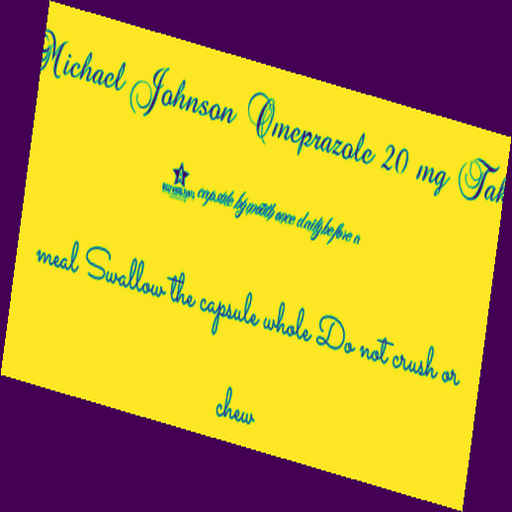 Michael Johnson Omeprazole 20 mg Tak
capsule by mouth once daily before a
meal Swallow the capsule whole Do not crush or
chew